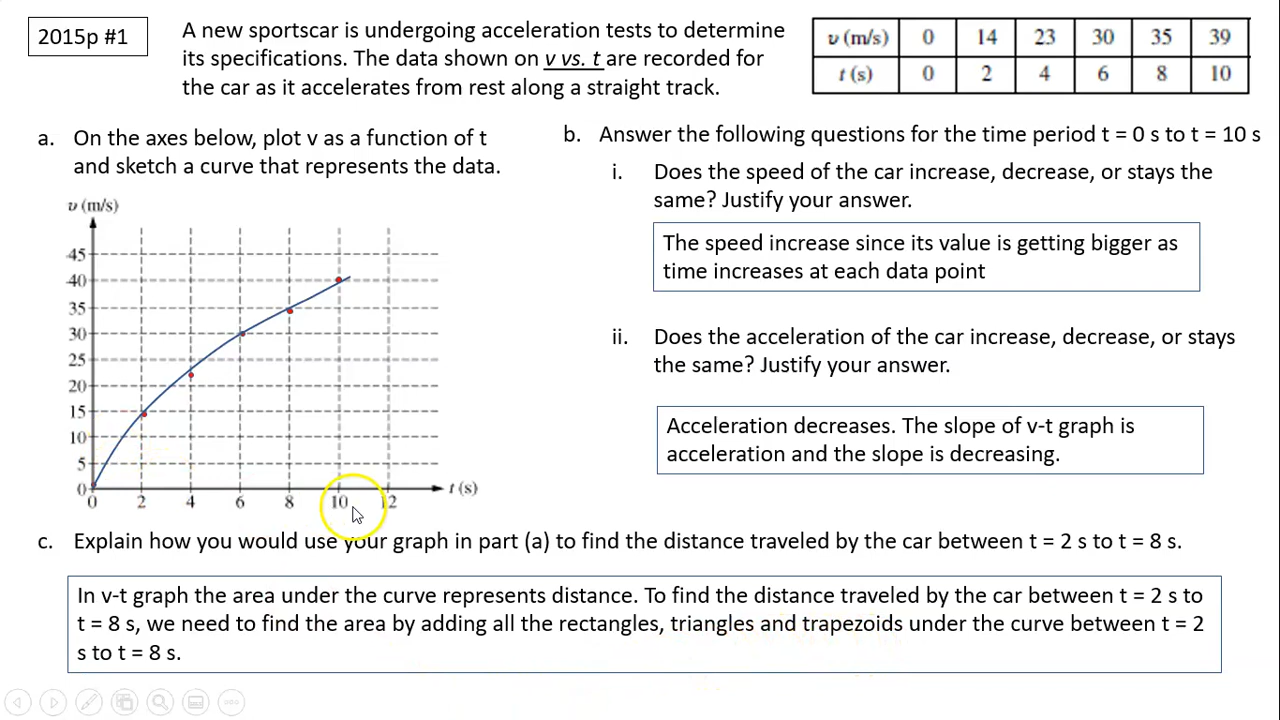 2015p #1
A new sportscar is undergoing acceleration tests to determine
its specifications. The data shown on v vs. t are recorded for
the car as it accelerates from rest along a straight track.
v (m/s) 0 14 23 30 35 39
t (s) 0 2 4 6 8 10
a. On the axes below, plot v as a function of t
and sketch a curve that represents the data.
v (m/s)
45
40
35
30
25
20
15
10
5
0
0 2 4 6 8 10 12
t (s)
b. Answer the following questions for the time period t = 0 s to t = 10 s
i. Does the speed of the car increase, decrease, or stays the
same? Justify your answer.
The speed increase since its value is getting bigger as
time increases at each data point
ii. Does the acceleration of the car increase, decrease, or stays
the same? Justify your answer.
Acceleration decreases. The slope of v-t graph is
acceleration and the slope is decreasing.
c. Explain how you would use your graph in part (a) to find the distance traveled by the car between t = 2 s to t = 8 s.
In v-t graph the area under the curve represents distance. To find the distance traveled by the car between t = 2 s to
t = 8 s, we need to find the area by adding all the rectangles, triangles and trapezoids under the curve between t = 2
s to t = 8 s.